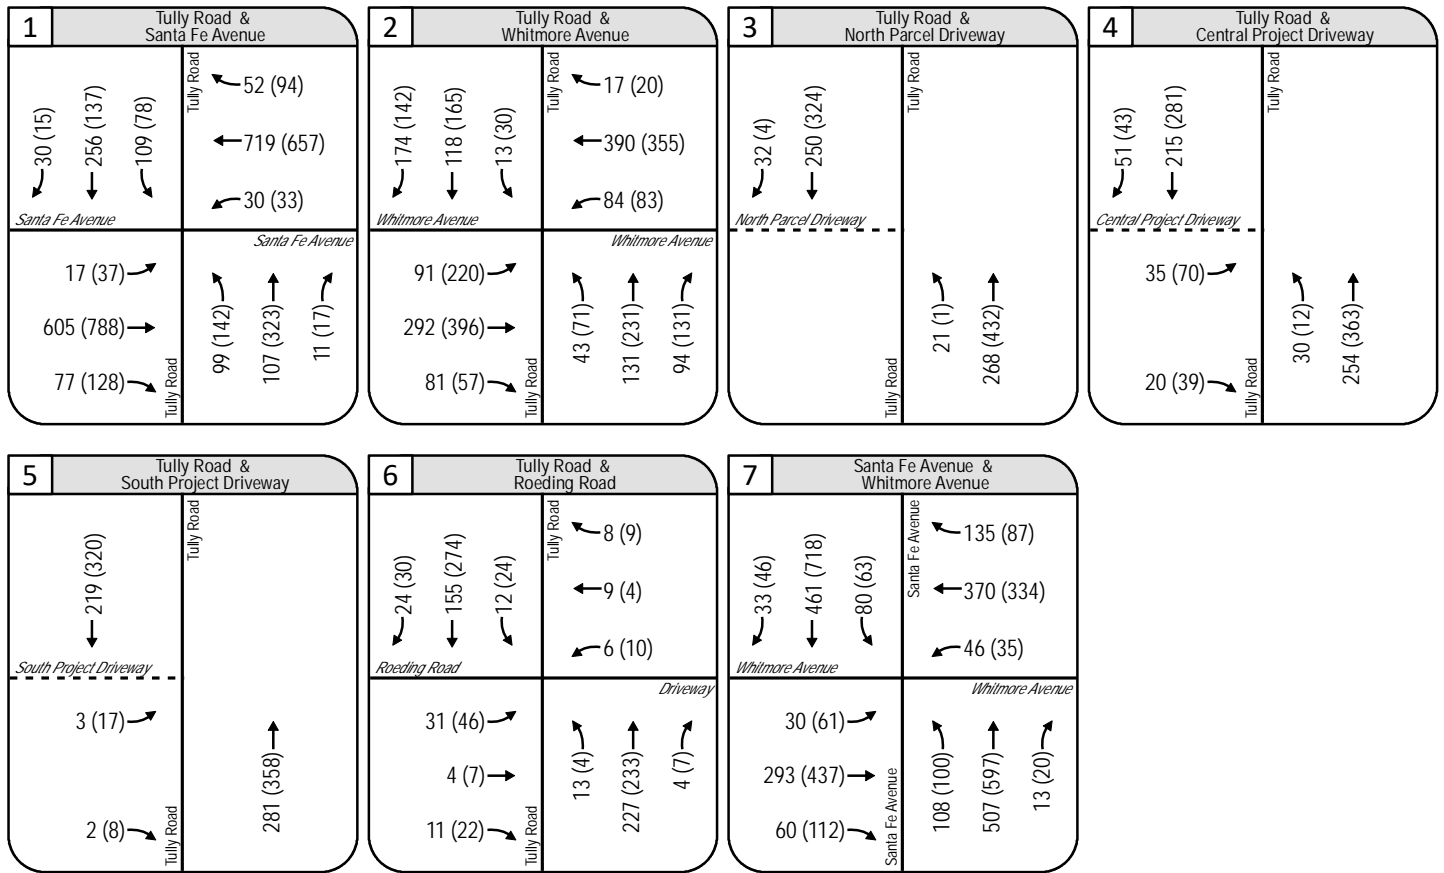 1
Tully Road &
Santa Fe Avenue
Tully Road
30 (15)
256 (137)
109 (78)
52 (94)
719 (657)
30 (33)
Santa Fe Avenue
Santa Fe Avenue
17 (37)
605 (788)
77 (128)
Tully Road
99 (142)
107 (323)
11 (17)
2
Tully Road &
Whitmore Avenue
Tully Road
174 (142)
118 (165)
13 (30)
17 (20)
390 (355)
84 (83)
Whitmore Avenue
Whitmore Avenue
91 (220)
292 (396)
81 (57)
Tully Road
43 (71)
131 (231)
94 (131)
3
Tully Road &
North Parcel Driveway
Tully Road
32 (4)
250 (324)
North Parcel Driveway
21 (1)
268 (432)
4
Tully Road &
Central Project Driveway
Tully Road
51 (43)
215 (281)
Central Project Driveway
35 (70)
20 (39)
Tully Road
30 (12)
254 (363)
5
Tully Road &
South Project Driveway
Tully Road
219 (320)
South Project Driveway
3 (17)
2 (8)
Tully Road
281 (358)
6
Tully Road &
Roeding Road
Tully Road
24 (30)
155 (274)
12 (24)
8 (9)
9 (4)
6 (10)
Roeding Road
Driveway
31 (46)
4 (7)
11 (22)
Tully Road
13 (4)
227 (233)
4 (7)
7
Santa Fe Avenue &
Whitmore Avenue
Santa Fe Avenue
33 (46)
461 (718)
80 (63)
135 (87)
370 (334)
46 (35)
Whitmore Avenue
Whitmore Avenue
30 (61)
293 (437)
60 (112)
Santa Fe Avenue
108 (100)
507 (597)
13 (20)